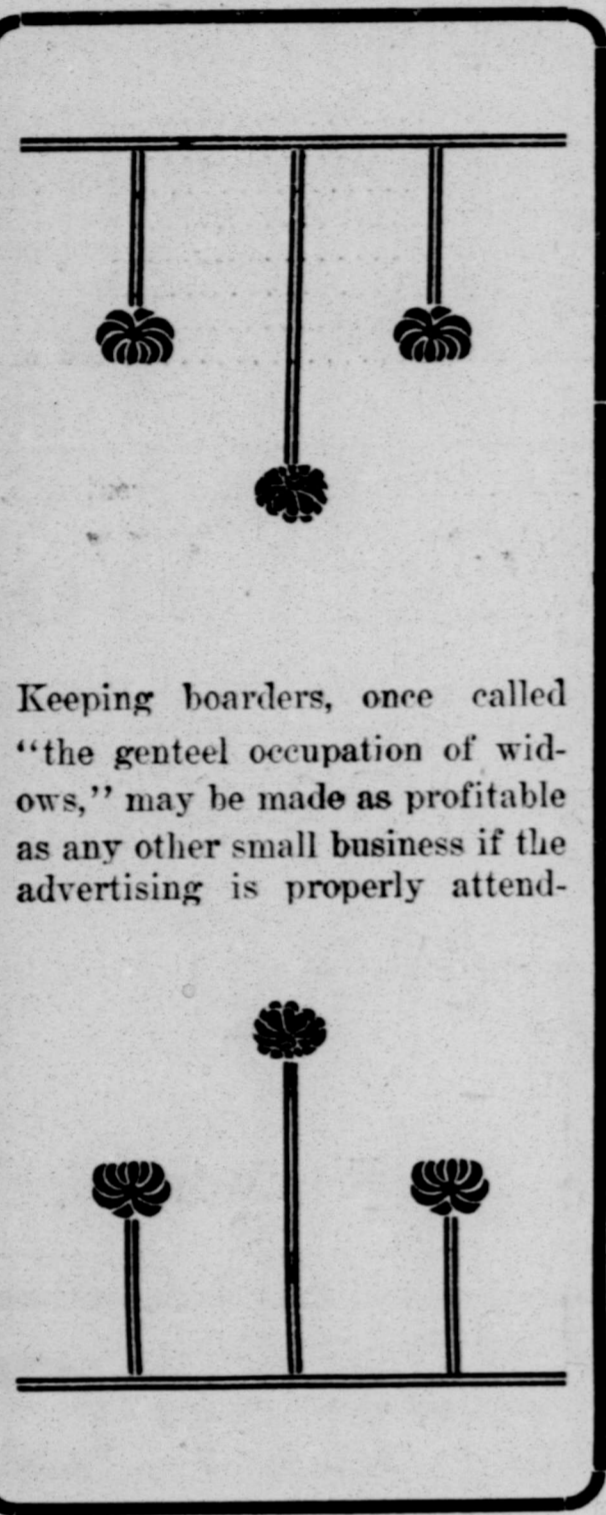 Keeping boarders, once called
"the genteel occupation of wid-
ows," may be made as profitable
as any other small business if the
advertising is properly attend-